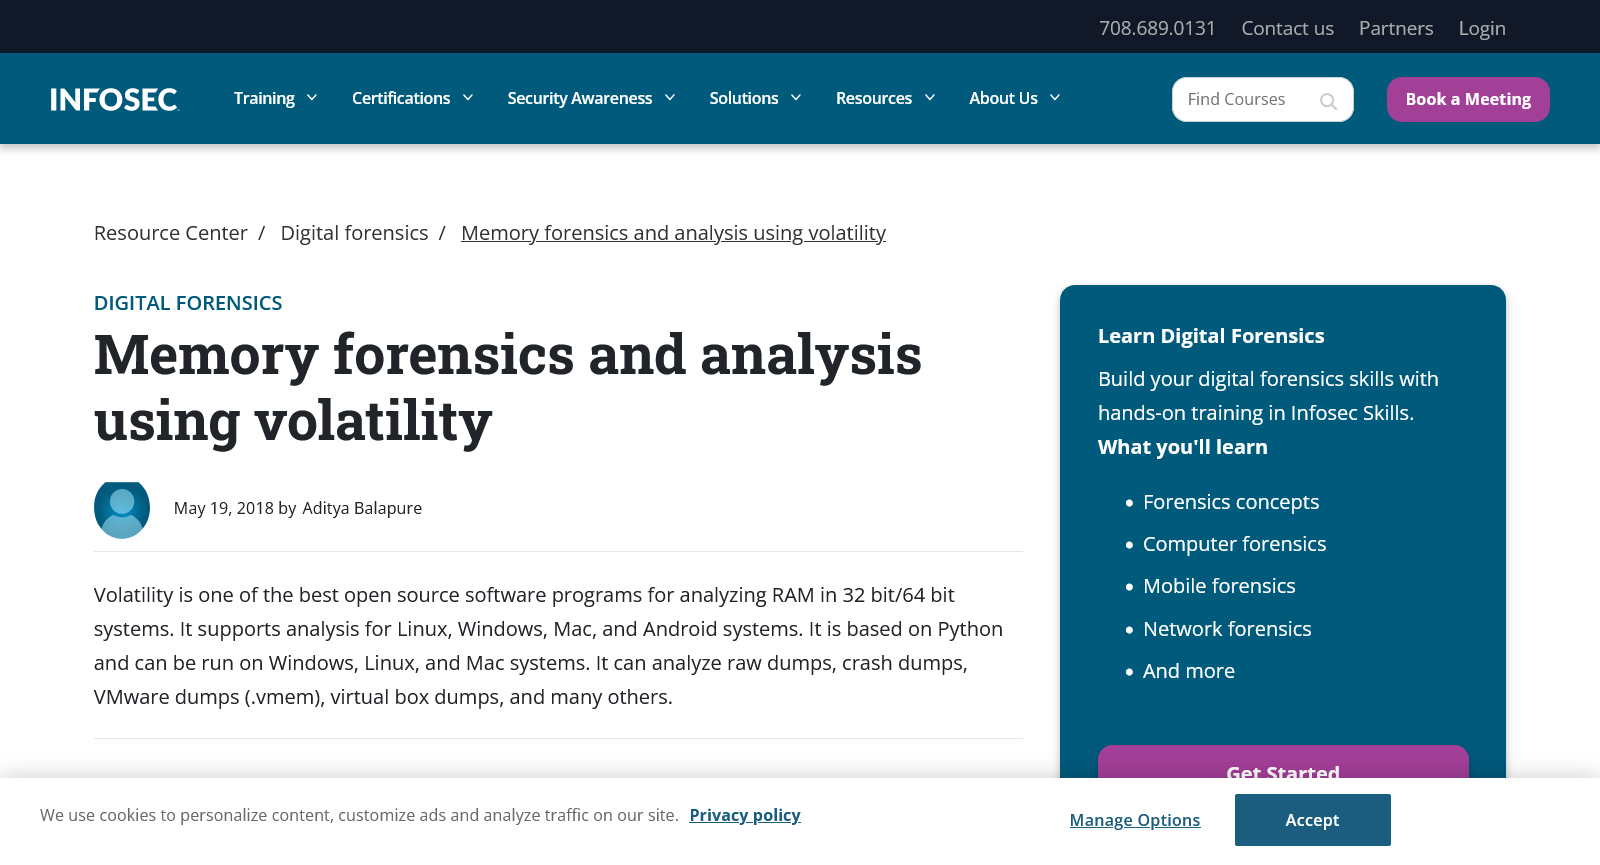 708.689.0131 Contact us Partners Login
INFOSEC Training Certifications Security Awareness Solutions Resources About Us Find Courses Book a Meeting
Resource Center / Digital forensics / Memory forensics and analysis using volatility
DIGITAL FORENSICS
Memory forensics and analysis
using volatility
May 19, 2018 by Aditya Balapure
Volatility is one of the best open source software programs for analyzing RAM in 32 bit/64 bit
systems. It supports analysis for Linux, Windows, Mac, and Android systems. It is based on Python
and can be run on Windows, Linux, and Mac systems. It can analyze raw dumps, crash dumps,
VMware dumps (.vmem), virtual box dumps, and many others.
Learn Digital Forensics
Build your digital forensics skills with
hands-on training in Infosec Skills.
What you'll learn
• Forensics concepts
• Computer forensics
• Mobile forensics
• Network forensics
• And more
Get Started
We use cookies to personalize content, customize ads and analyze traffic on our site. Privacy policy
Manage Options Accept